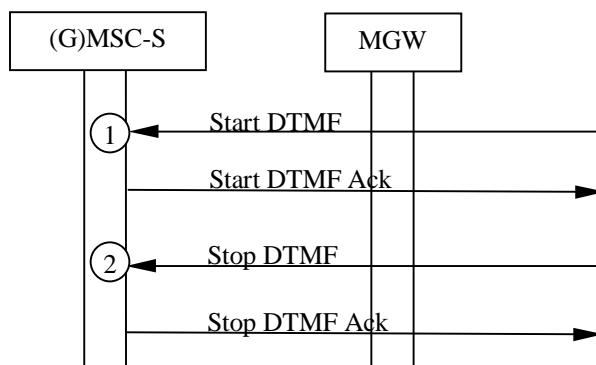 (G)MSC-S
MGW
1
Start DTMF
Start DTMF Ack
2
Stop DTMF
Stop DTMF Ack